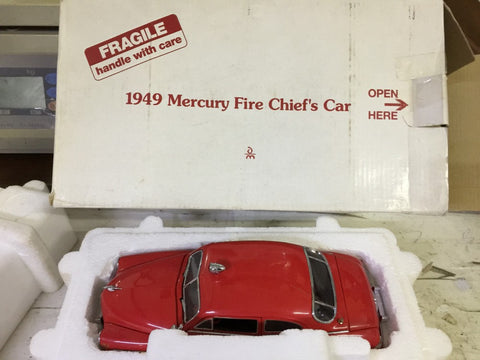 FRAGILE
handle with care
1949 Mercury Fire Chief's Car
OPEN
HERE